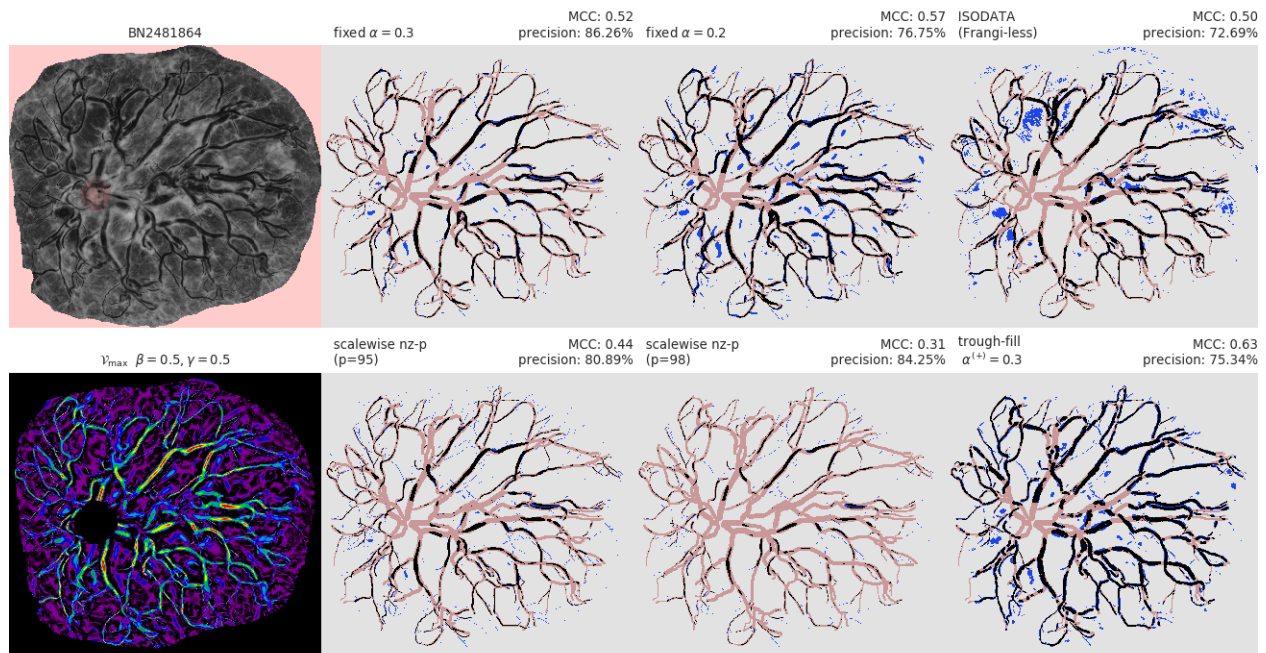 BN2481864
fixed α = 0.3
MCC: 0.52
precision: 86.26%
fixed α = 0.2
MCC: 0.57
precision: 76.75%
ISODATA
(Frangi-less)
MCC: 0.50
precision: 72.69%
𝒱max β = 0.5, γ = 0.5
scalewise nz-p
(p=95)
MCC: 0.44
precision: 80.89%
scalewise nz-p
(p=98)
MCC: 0.31
precision: 84.25%
trough-fill
α⁽⁺⁾ = 0.3
MCC: 0.63
precision: 75.34%